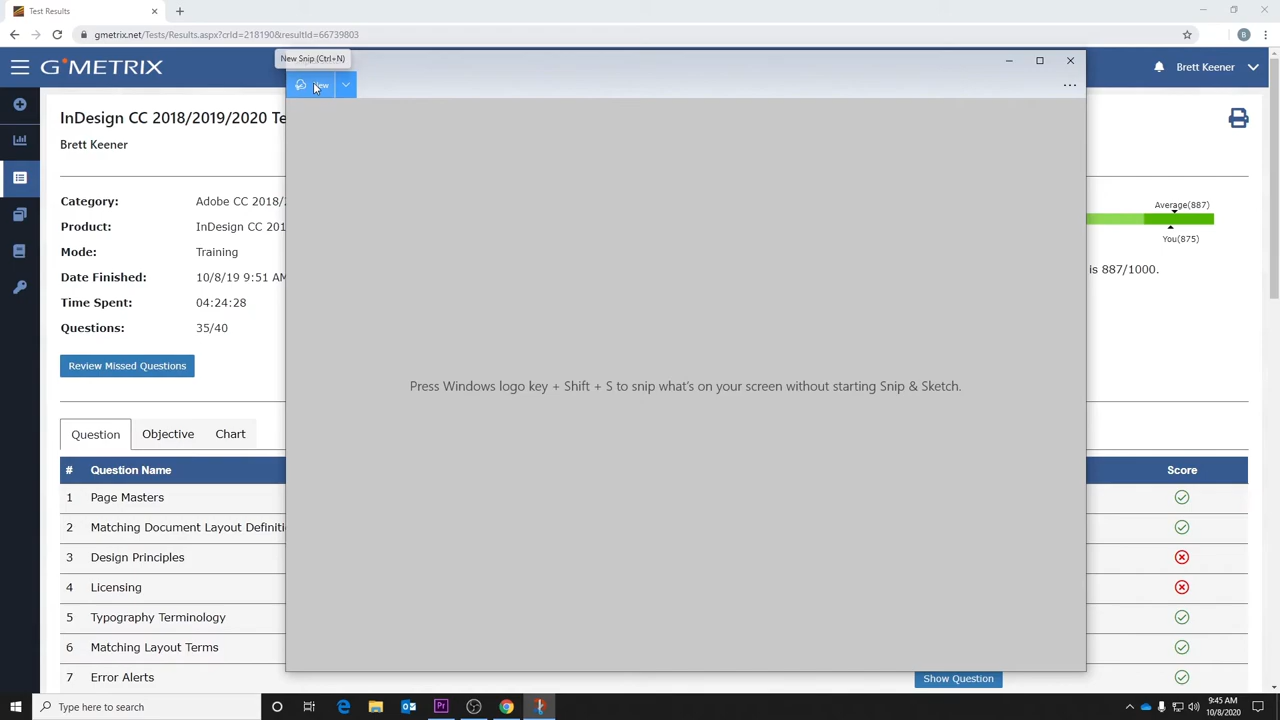 Test Results
gmetrix.net/Tests/Results.aspx?crId=218190&resultId=66739803
B
New Snip (Ctrl+N)
G METRIX
Brett Keener
New
InDesign CC 2018/2019/2020 Te
Brett Keener
Category: Adobe CC 2018/
Average(887)
Product: InDesign CC 201
You(875)
Mode: Training
Date Finished: 10/8/19 9:51 AM
is 887/1000.
Time Spent: 04:24:28
Questions: 35/40
Review Missed Questions
Press Windows logo key + Shift + S to snip what's on your screen without starting Snip & Sketch.
Question Objective Chart
# Question Name Score
1 Page Masters
2 Matching Document Layout Definiti
3 Design Principles
4 Licensing
5 Typography Terminology
6 Matching Layout Terms
7 Error Alerts Show Question
Type here to search
Pr
9:45 AM
10/8/2020